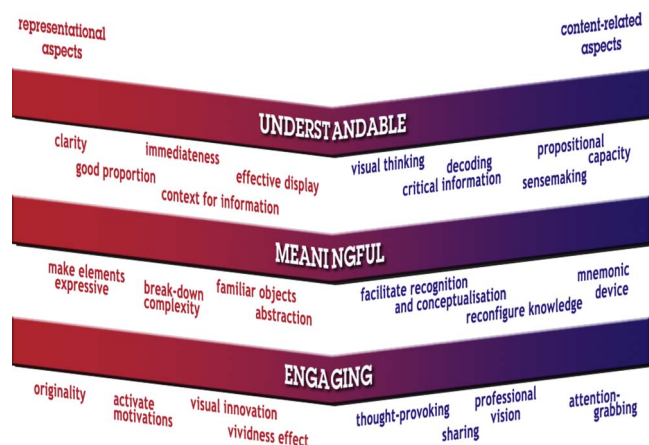 representational
aspects
content-related
aspects
UNDERSTANDABLE
clarity
immediateness
good proportion
effective display
context for information
visual thinking
decoding
critical information
propositional
capacity
sensemaking
MEANINGFUL
make elements
expressive
break-down
complexity
familiar objects
abstraction
facilitate recognition
and conceptualisation
reconfigure knowledge
mnemonic
device
ENGAGING
originality
activate
motivations
visual innovation
vividness effect
thought-provoking
sharing
professional
vision
attention-
grabbing